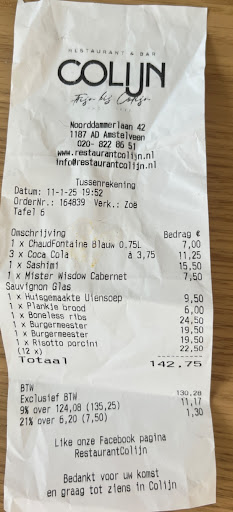 RESTAURANT & BAR
COLIJN
Fijn bij Colijn
Noorddammerlaan 42
1187 AD Amstelveen
020- 822 86 51
www.restaurantcolijn.nl
info@restaurantcolijn.nl
Tussenrekening
Datum: 11-1-25 19:52
OrderNr.: 164839 Verk.: Zoë
Tafel 6
Omschrijving Bedrag €
1 x Chaudfontaine Blauw 0,75L 7,00
3 x Coca Cola à 3,75 11,25
1 x Sashimi 15,50
1 x Mister Wisdow Cabernet 7,50
Sauvignon Glas
1 x Huisgemaakte Uiensoep 9,50
1 x Plankje brood 6,00
1 x Boneless ribs 24,50
1 x Burgermeester 19,50
1 x Burgermeester 19,50
1 x Risotto porcini 22,50
(12 x)
Totaal 142,75
BTW
Exclusief BTW 130,28
9% over 124,08 (135,25) 11,17
21% over 6,20 (7,50) 1,30
Like onze Facebook pagina
RestaurantColijn
Bedankt voor uw komst
en graag tot ziens in Colijn